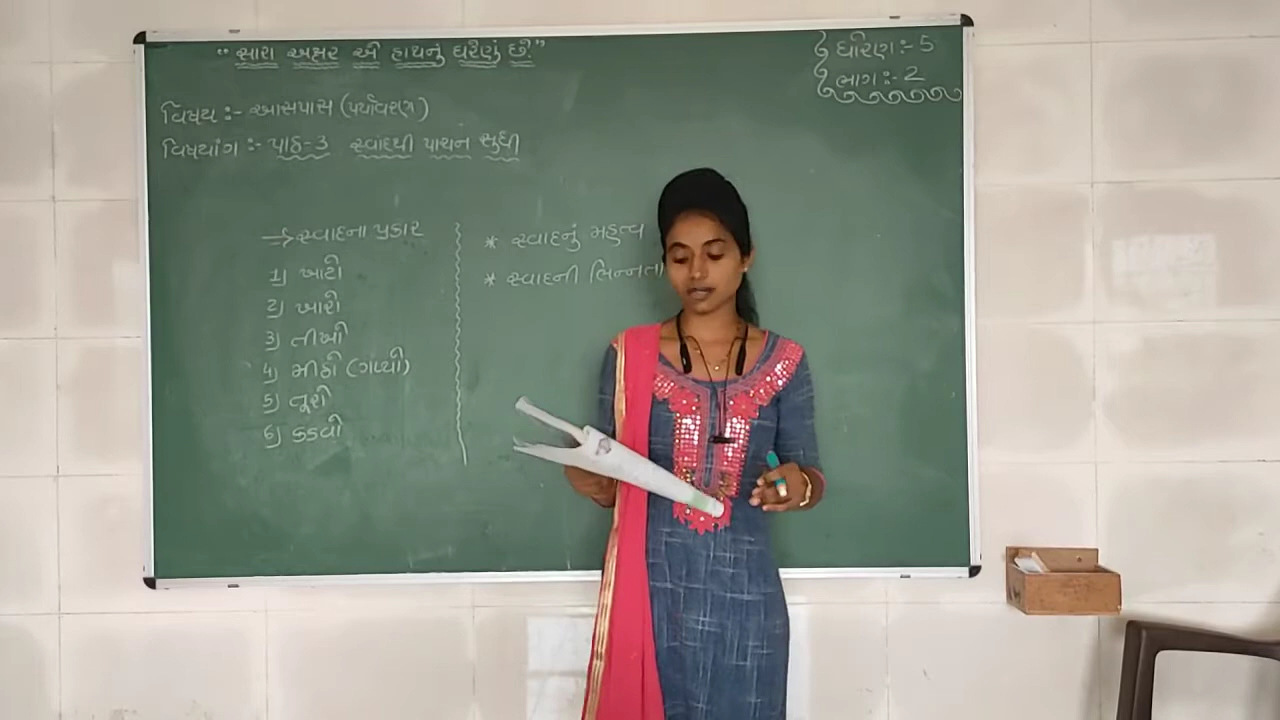 "સારા અક્ષર એ હાથનું ઘરેણું છે."
ધોરણ:- 5
ભાગ:- 2
વિષય :- આસપાસ (પર્યાવરણ)
વિષયાંગ :- પાઠ-3 સ્વાદથી પાચન સુધી
→ સ્વાદના પ્રકાર
1) ખાટો
2) ખારો
3) તીખો
4) મીઠો (ગળ્યો)
5) તૂરો
6) કડવો
* સ્વાદનું મહત્વ
* સ્વાદની ભિન્નતા